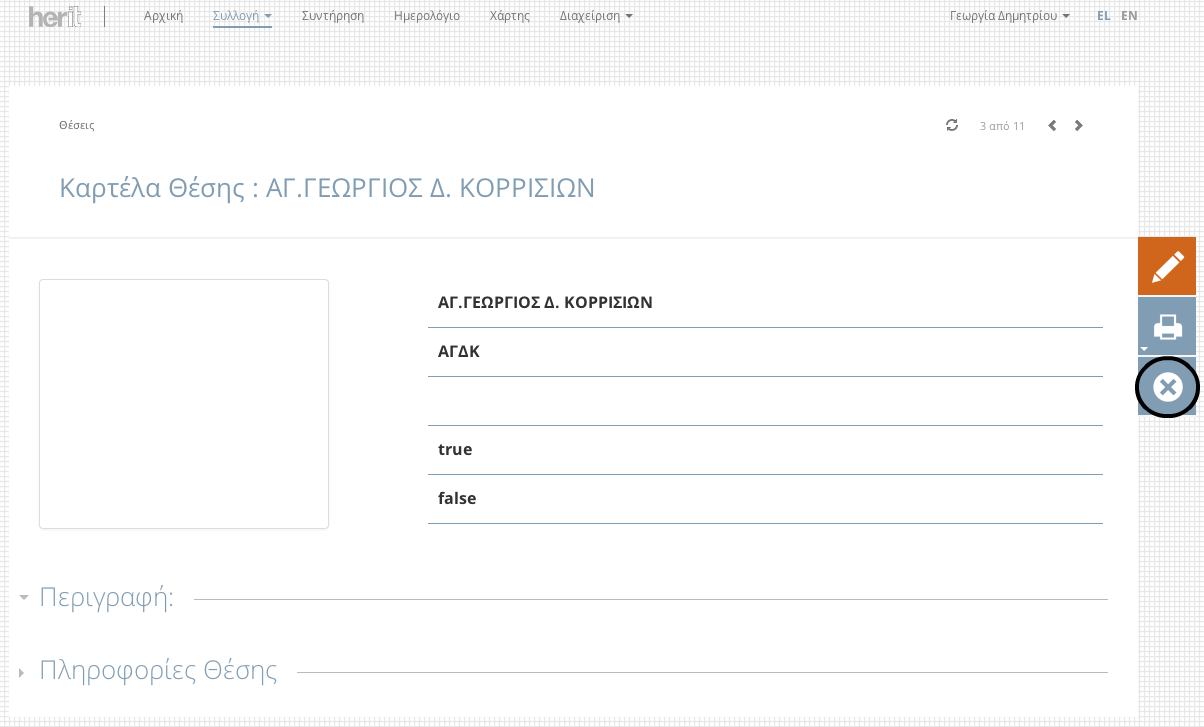 herit Αρχική Συλλογή Συντήρηση Ημερολόγιο Χάρτης Διαχείριση Γεωργία Δημητρίου EL EN
Θέσεις 3 από 11
Καρτέλα Θέσης : ΑΓ.ΓΕΩΡΓΙΟΣ Δ. ΚΟΡΡΙΣΙΩΝ
ΑΓ.ΓΕΩΡΓΙΟΣ Δ. ΚΟΡΡΙΣΙΩΝ
ΑΓΔΚ
true
false
Περιγραφή:
Πληροφορίες Θέσης